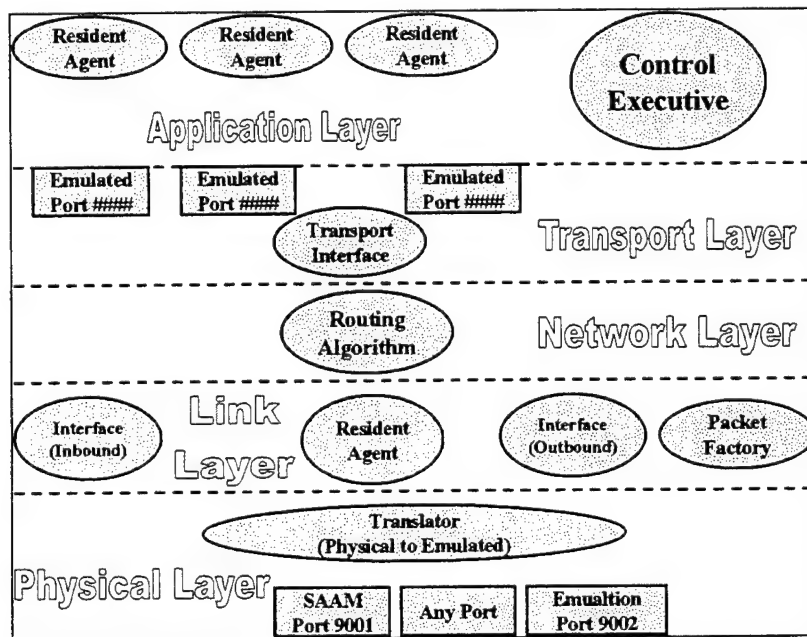 Resident
Agent
Resident
Agent
Resident
Agent
Control
Executive
Application Layer
Emulated
Port ####
Emulated
Port ####
Emulated
Port ####
Transport
Interface
Transport Layer
Routing
Algorithm
Network Layer
Interface
(Inbound)
Link
Layer
Resident
Agent
Interface
(Outbound)
Packet
Factory
Translator
(Physical to Emulated)
Physical Layer
SAAM
Port 9001
Any Port
Emualtion
Port 9002